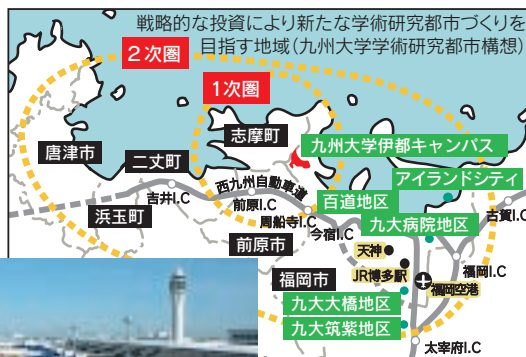 戦略的な投資により新たな学術研究都市づくりを
目指す地域（九州大学学術研究都市構想）
2次圏
1次圏
志摩町
九州大学伊都キャンパス
唐津市
二丈町
アイランドシティ
西九州自動車道
吉井I.C
前原I.C
百道地区
浜玉町
周船寺I.C
今宿I.C
九大病院地区
古賀I.C
前原市
天神
福岡市
JR博多駅
福岡空港
福岡I.C
九大大橋地区
九大筑紫地区
太宰府I.C